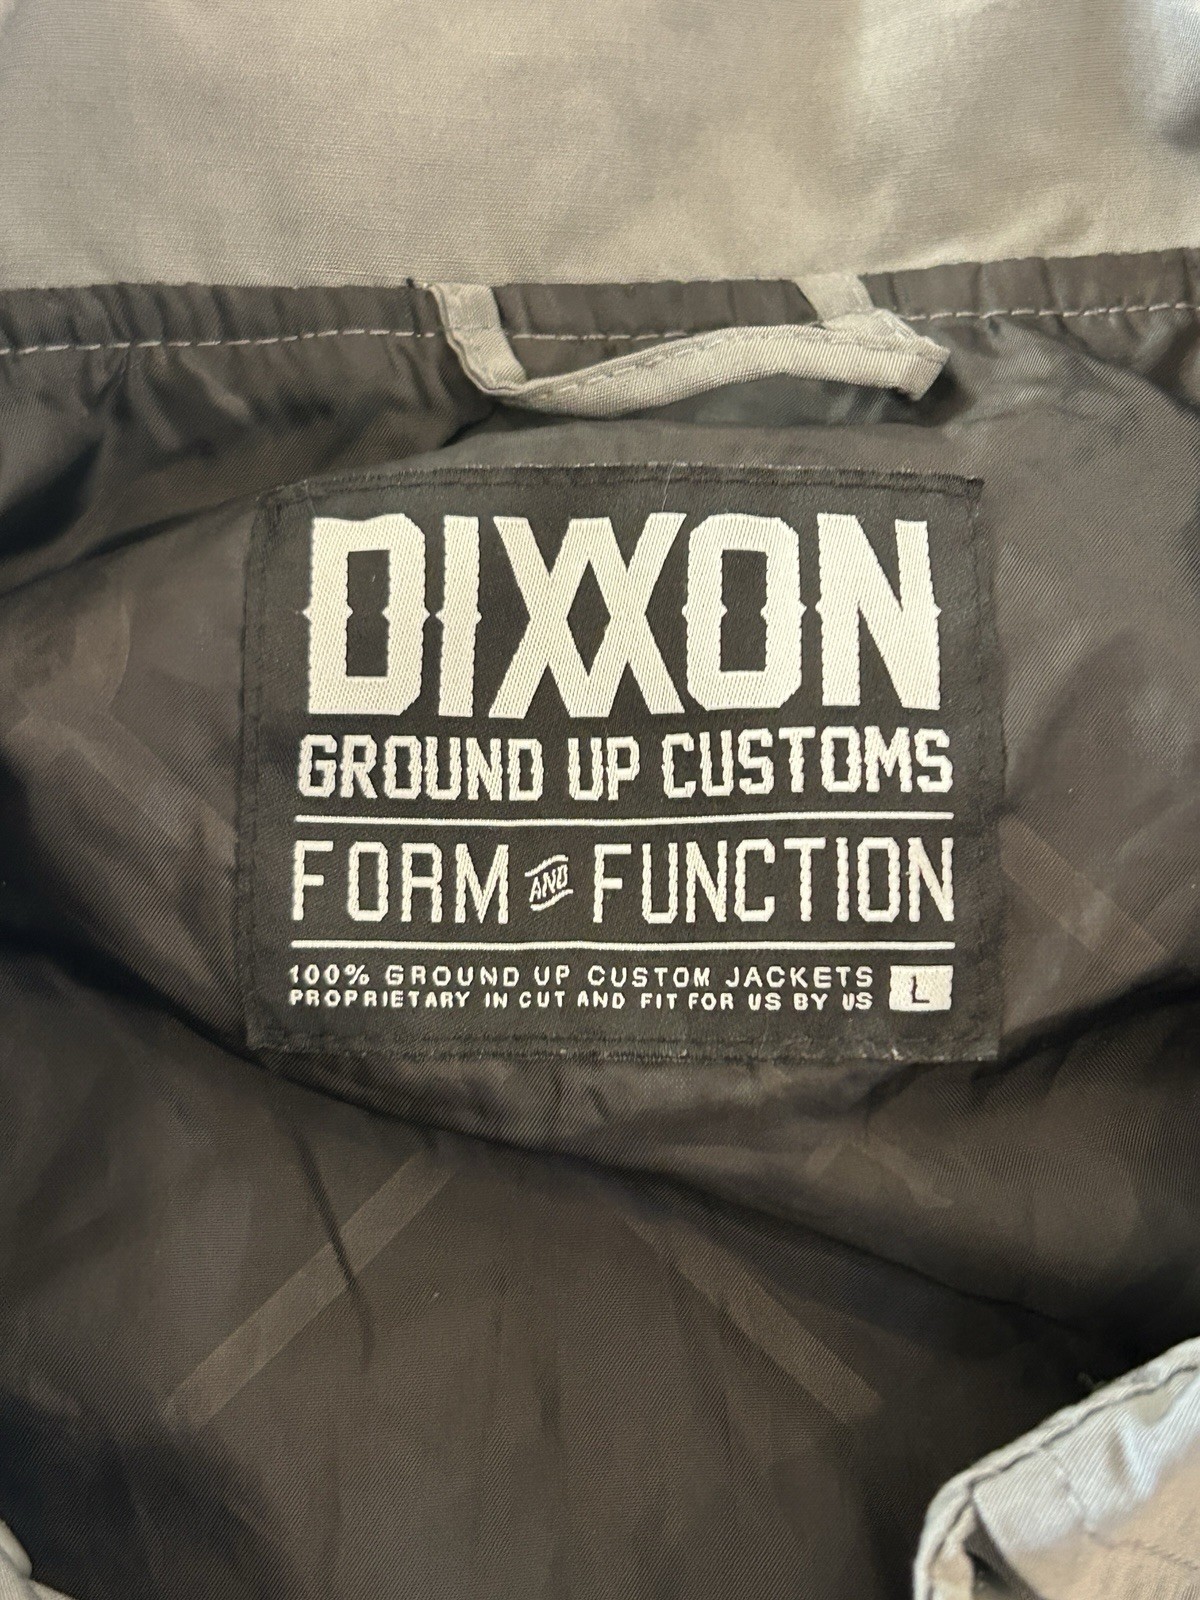 DIXXON
GROUND UP CUSTOMS
FORM AND FUNCTION
100% GROUND UP CUSTOM JACKETS
PROPRIETARY IN CUT AND FIT FOR US BY US
L